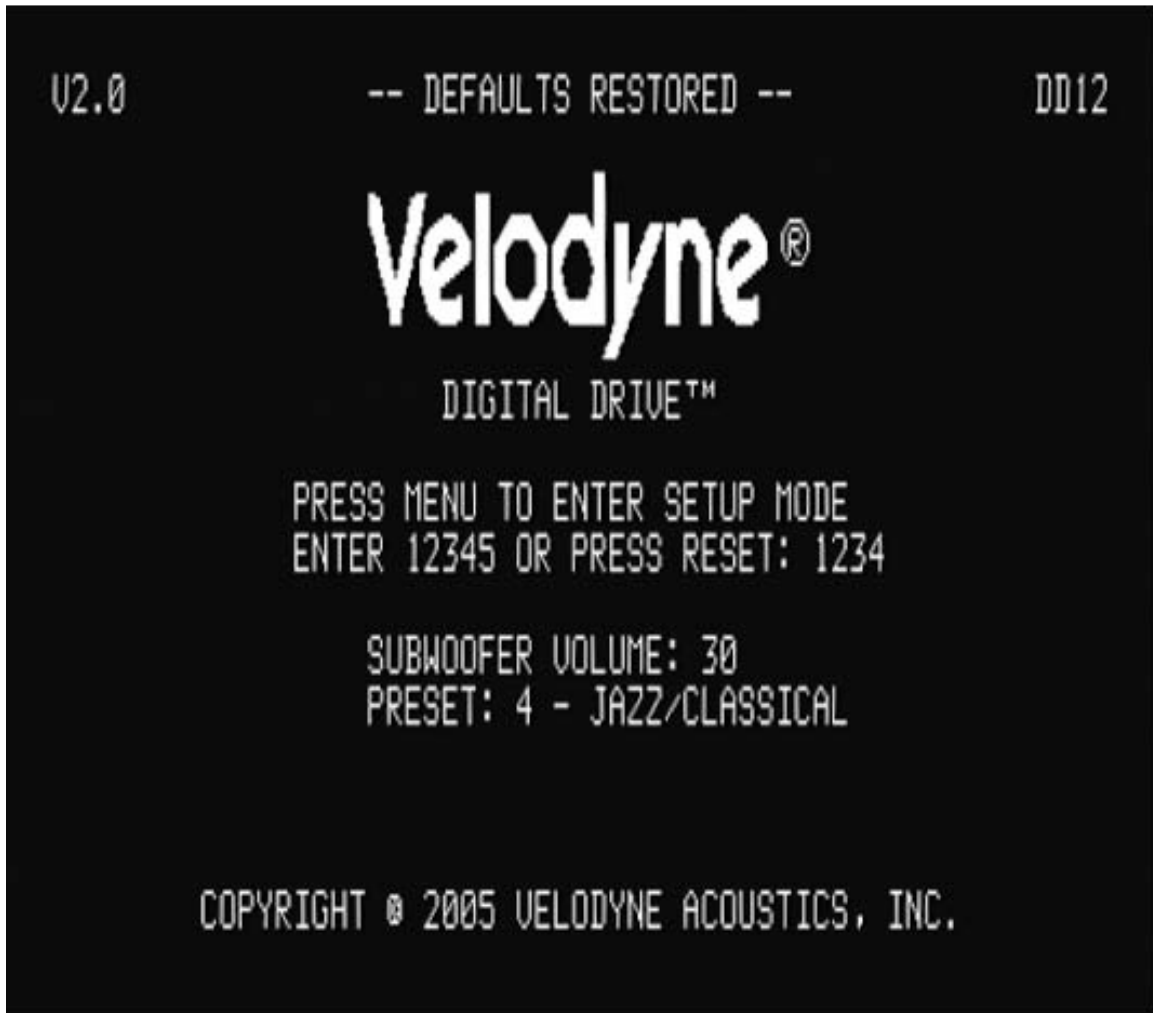 V2.0 -- DEFAULTS RESTORED -- DD12
Velodyne®
DIGITAL DRIVE™
PRESS MENU TO ENTER SETUP MODE
ENTER 12345 OR PRESS RESET: 1234
SUBWOOFER VOLUME: 30
PRESET: 4 - JAZZ/CLASSICAL
COPYRIGHT © 2005 VELODYNE ACOUSTICS, INC.